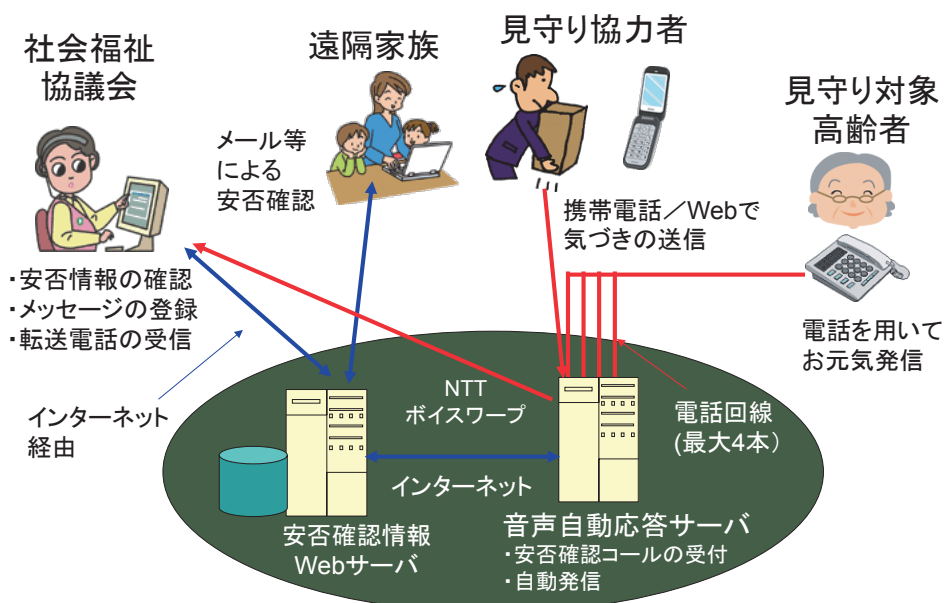 社会福祉
協議会
遠隔家族
見守り協力者
見守り対象
高齢者
メール等
による
安否確認
携帯電話／Webで
気づきの送信
・安否情報の確認
・メッセージの登録
・転送電話の受信
電話を用いて
お元気発信
インターネット
経由
NTT
ボイスワープ
電話回線
(最大4本）
インターネット
安否確認情報
Webサーバ
音声自動応答サーバ
・安否確認コールの受付
・自動発信